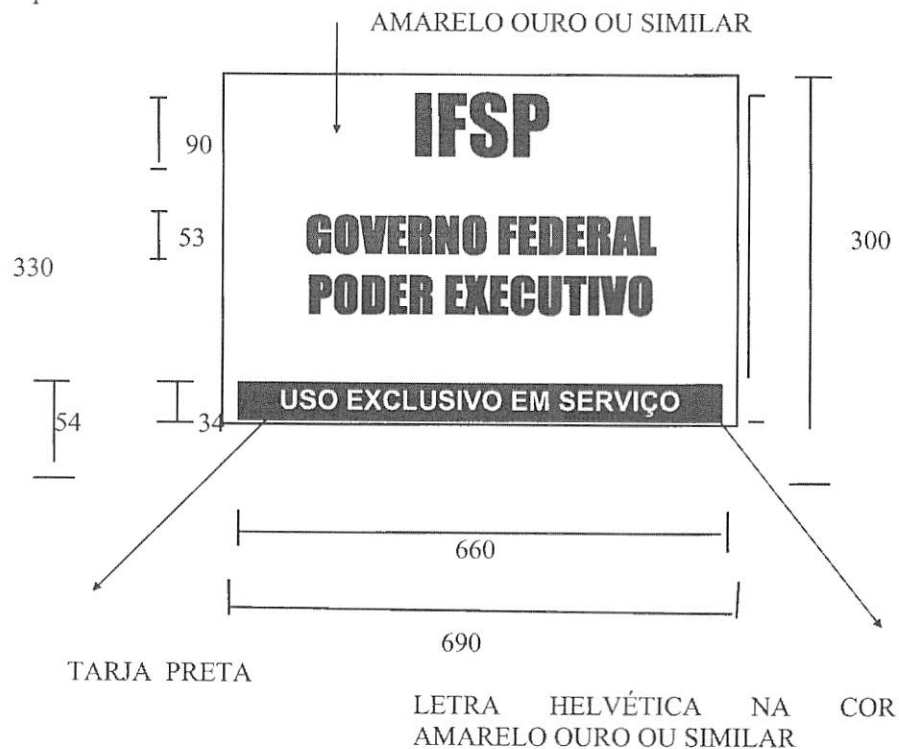 AMARELO OURO OU SIMILAR
IFSP
90
GOVERNO FEDERAL
53
300
330
PODER EXECUTIVO
USO EXCLUSIVO EM SERVIÇO
54
34
660
690
TARJA PRETA
LETRA HELVÉTICA NA COR
AMARELO OURO OU SIMILAR